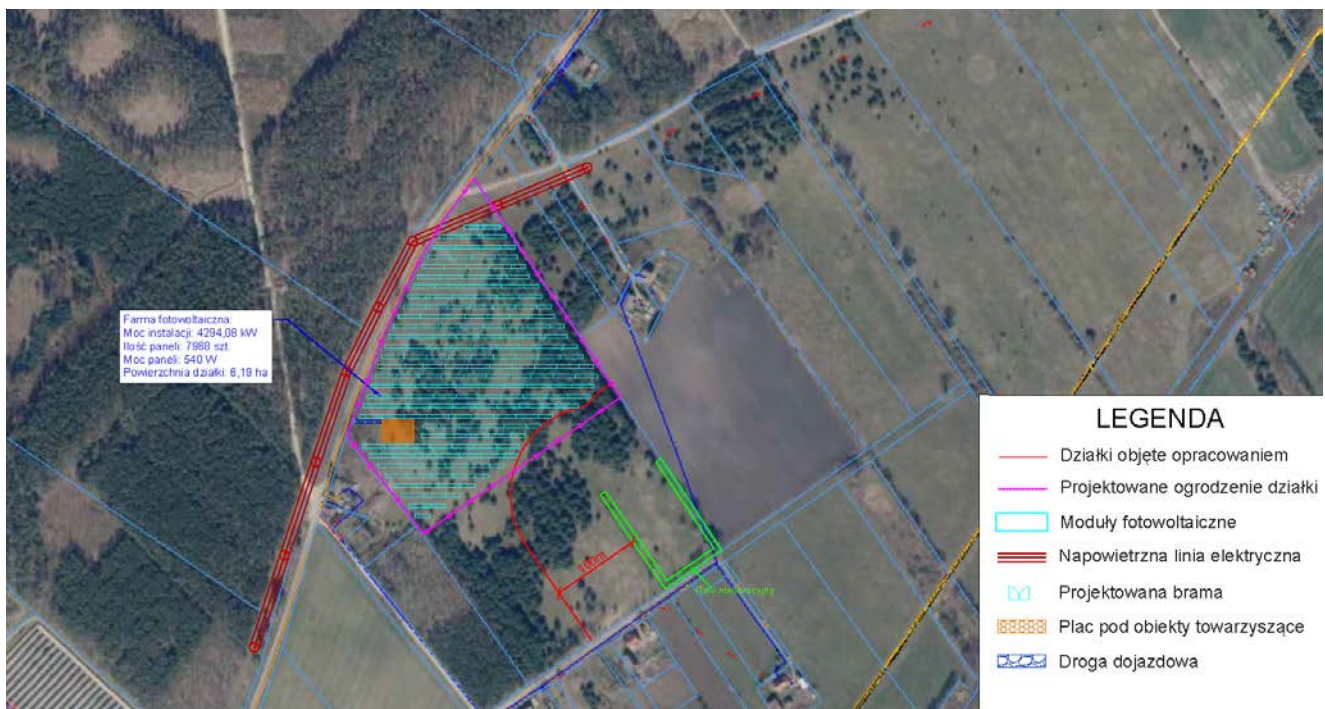 Farma fotowoltaiczna:
Moc instalacji: 4294,08 kW
Ilość paneli: 7988 szt.
Moc paneli: 540 W
Powierzchnia działki: 6,19 ha
100m
LEGENDA
Działki objęte opracowaniem
Projektowane ogrodzenie działki
Moduły fotowoltaiczne
Napowietrzna linia elektryczna
Projektowana brama
Plac pod obiekty towarzyszące
Droga dojazdowa